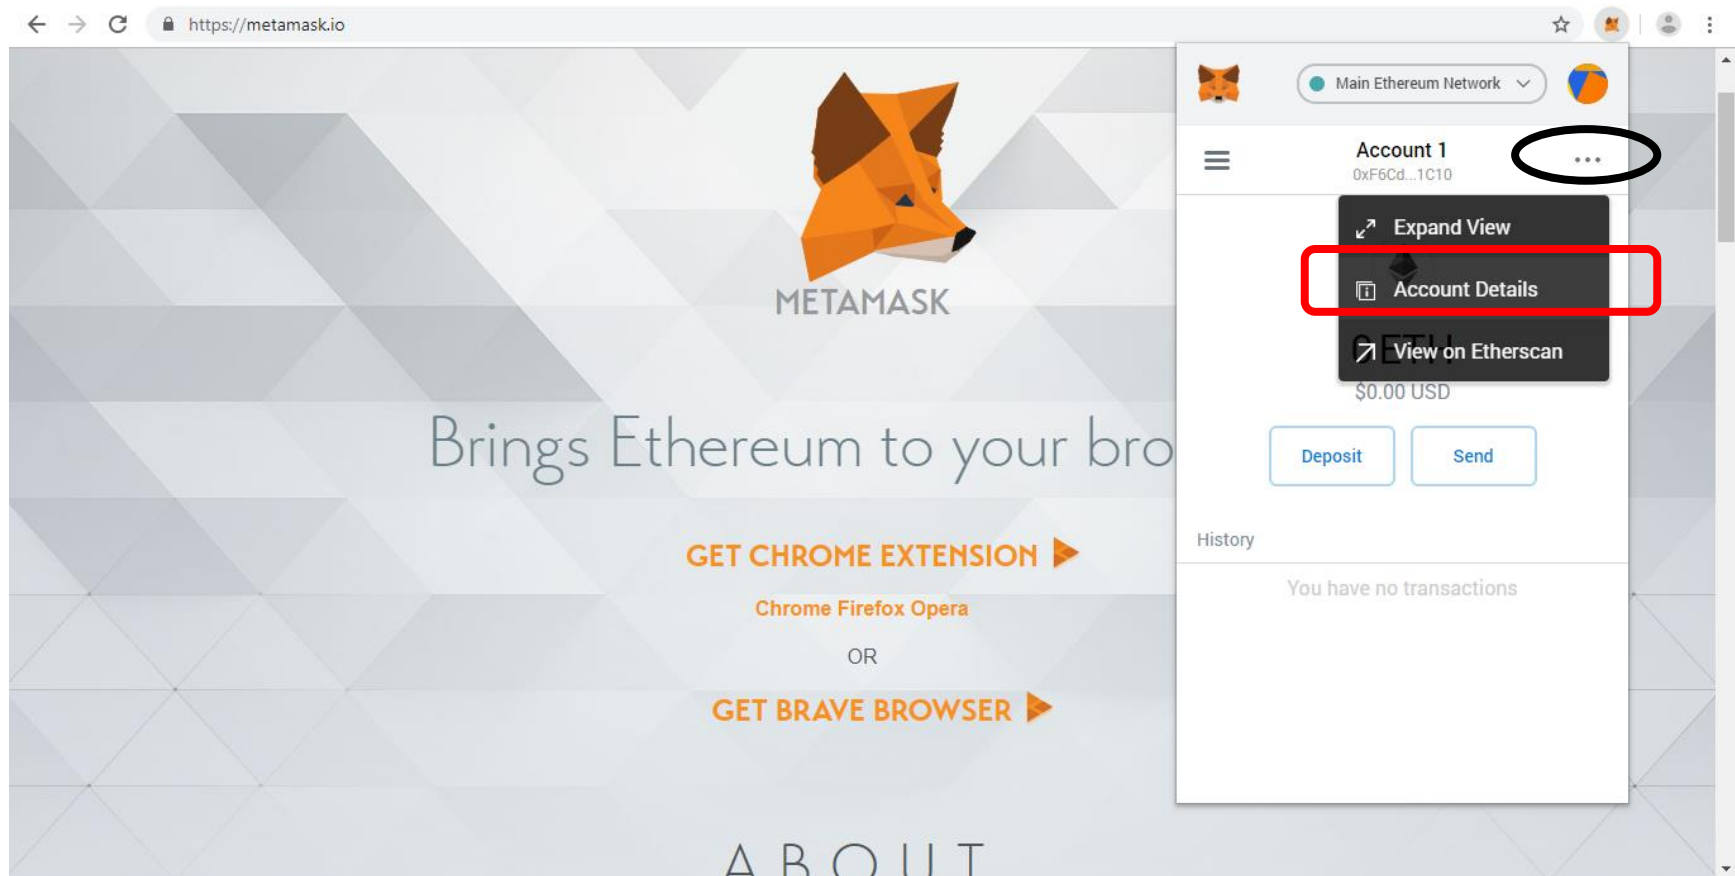 https://metamask.io
METAMASK
Brings Ethereum to your bro
GET CHROME EXTENSION
Chrome Firefox Opera
OR
GET BRAVE BROWSER
ABOUT
Main Ethereum Network
Account 1
0xF6Cd...1C10
Expand View
Account Details
View on Etherscan
0 ETH
$0.00 USD
Deposit
Send
History
You have no transactions